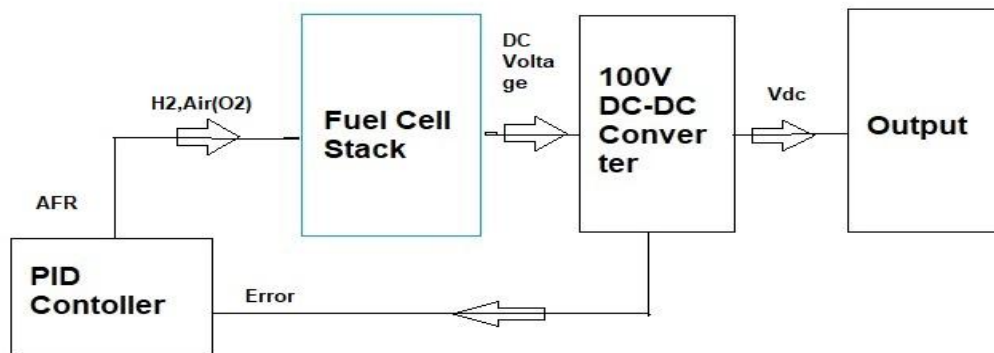 H2,Air(O2)
Fuel Cell
Stack
DC
Volta
ge
100V
DC-DC
Conver
ter
Vdc
Output
AFR
PID
Contoller
Error